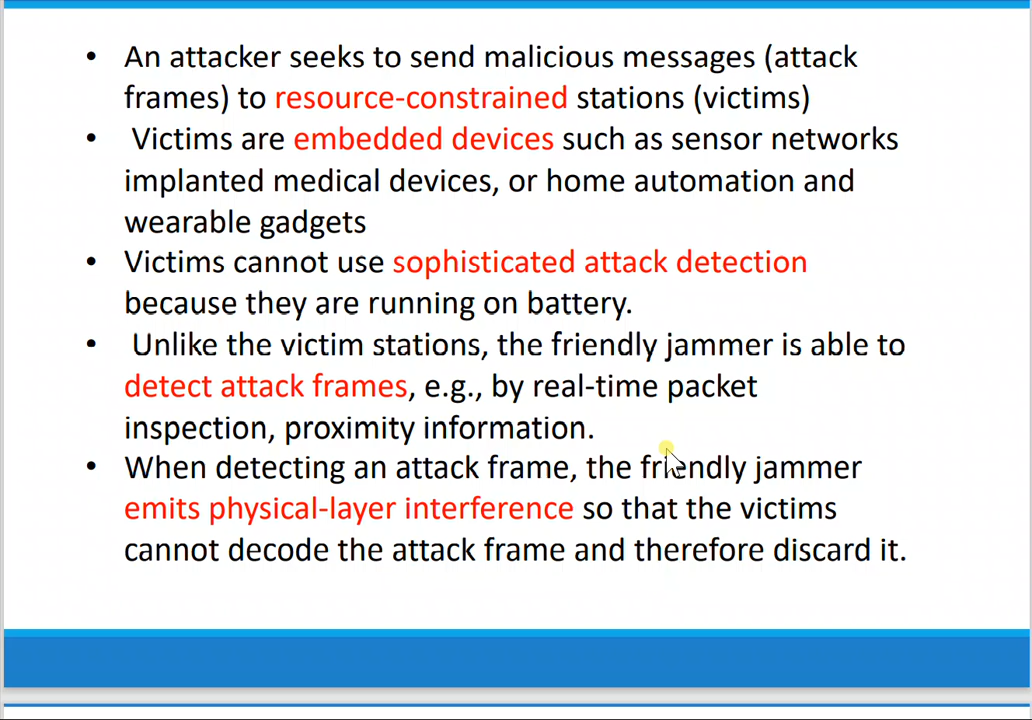 • An attacker seeks to send malicious messages (attack
frames) to resource-constrained stations (victims)
• Victims are embedded devices such as sensor networks
implanted medical devices, or home automation and
wearable gadgets
• Victims cannot use sophisticated attack detection
because they are running on battery.
• Unlike the victim stations, the friendly jammer is able to
detect attack frames, e.g., by real-time packet
inspection, proximity information.
• When detecting an attack frame, the friendly jammer
emits physical-layer interference so that the victims
cannot decode the attack frame and therefore discard it.